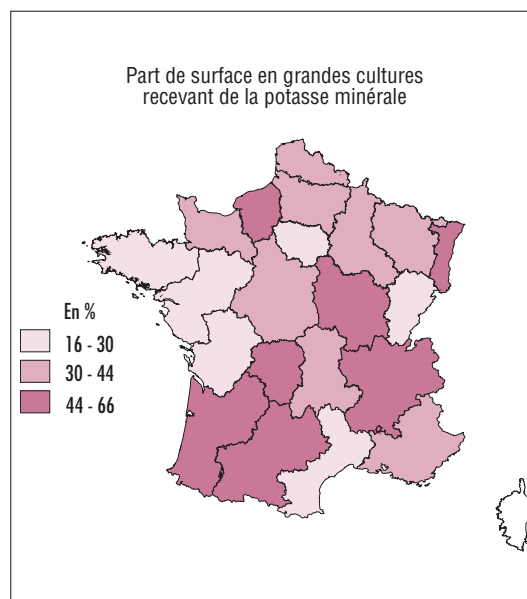 Part de surface en grandes cultures
recevant de la potasse minérale
En %
16 - 30
30 - 44
44 - 66